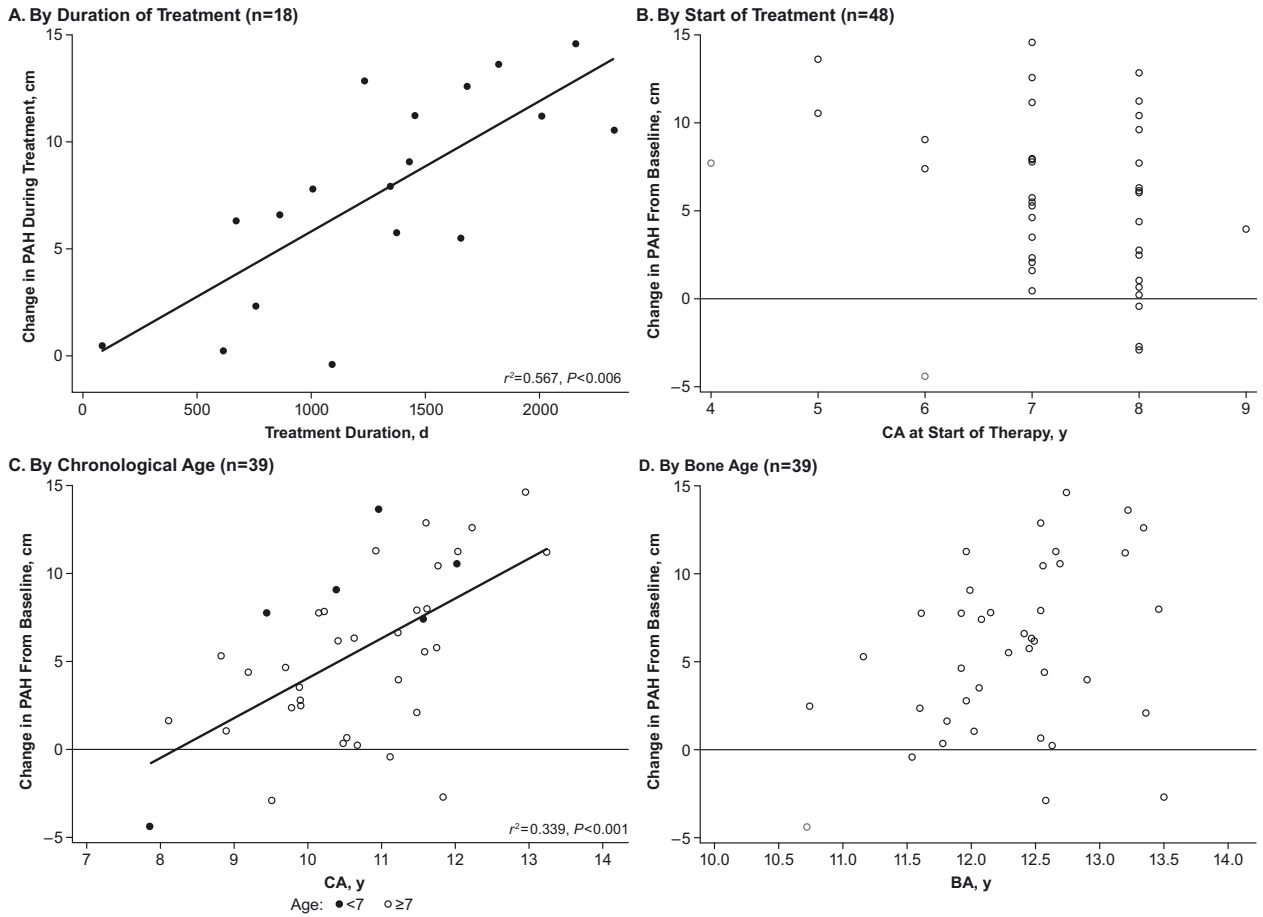 A. By Duration of Treatment (n=18)
15
10
5
0
Change in PAH During Treatment, cm
r²=0.567, P<0.006
0 500 1000 1500 2000
Treatment Duration, d
B. By Start of Treatment (n=48)
15
10
5
0
–5
Change in PAH From Baseline, cm
4 5 6 7 8 9
CA at Start of Therapy, y
C. By Chronological Age (n=39)
15
10
5
0
–5
Change in PAH From Baseline, cm
r²=0.339, P<0.001
7 8 9 10 11 12 13 14
CA, y
Age: <7 ≥7
D. By Bone Age (n=39)
15
10
5
0
–5
Change in PAH From Baseline, cm
10.0 10.5 11.0 11.5 12.0 12.5 13.0 13.5 14.0
BA, y